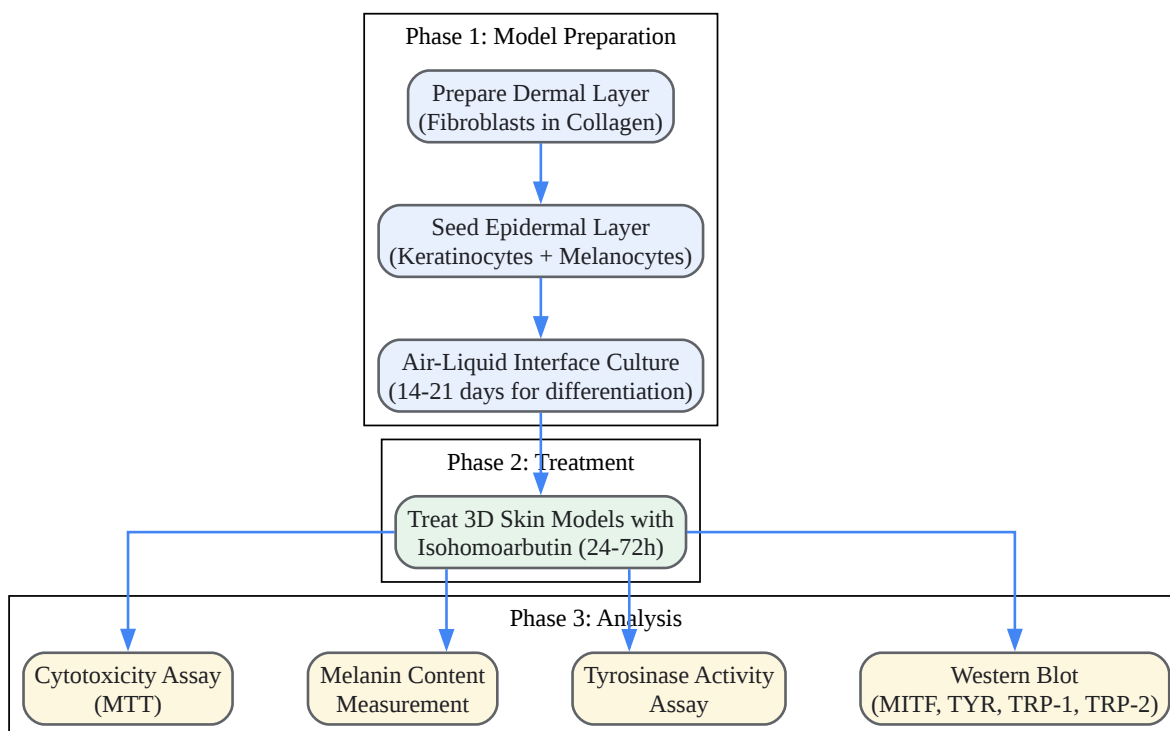 Phase 1: Model Preparation
Prepare Dermal Layer
(Fibroblasts in Collagen)
Seed Epidermal Layer
(Keratinocytes + Melanocytes)
Air-Liquid Interface Culture
(14-21 days for differentiation)
Phase 2: Treatment
Treat 3D Skin Models with
Isohomoarbutin (24-72h)
Phase 3: Analysis
Cytotoxicity Assay
(MTT)
Melanin Content
Measurement
Tyrosinase Activity
Assay
Western Blot
(MITF, TYR, TRP-1, TRP-2)